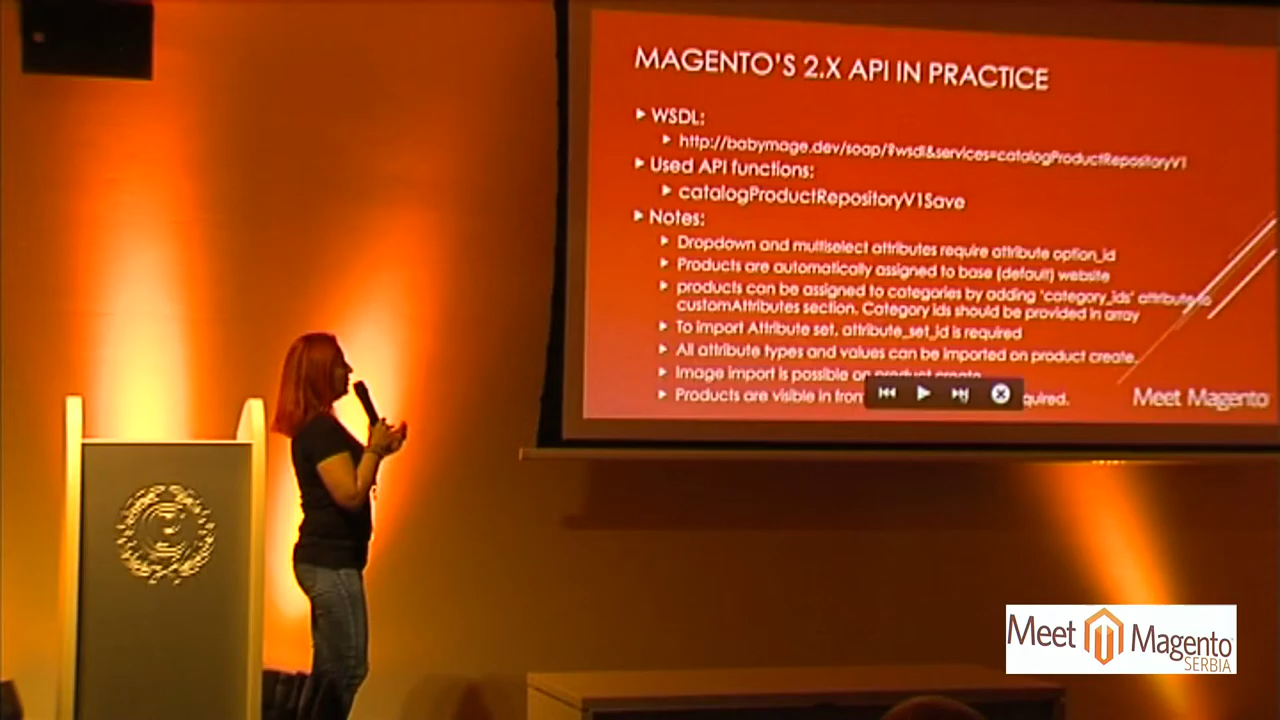 MAGENTO'S 2.X API IN PRACTICE
WSDL:
http://babymage.dev/soap/?wsdl&services=catalogProductRepositoryV1
Used API functions:
catalogProductRepositoryV1Save
Notes:
Dropdown and multiselect attributes require attribute option_id
Products are automatically assigned to base (default) website
products can be assigned to categories by adding 'category_ids' attribute to
customAttributes section. Category ids should be provided in array
To import Attribute set, attribute_set_id is required
All attribute types and values can be imported on product create.
Image import is possible on product create
Products are visible in
Meet Magento
Meet Magento
SERBIA